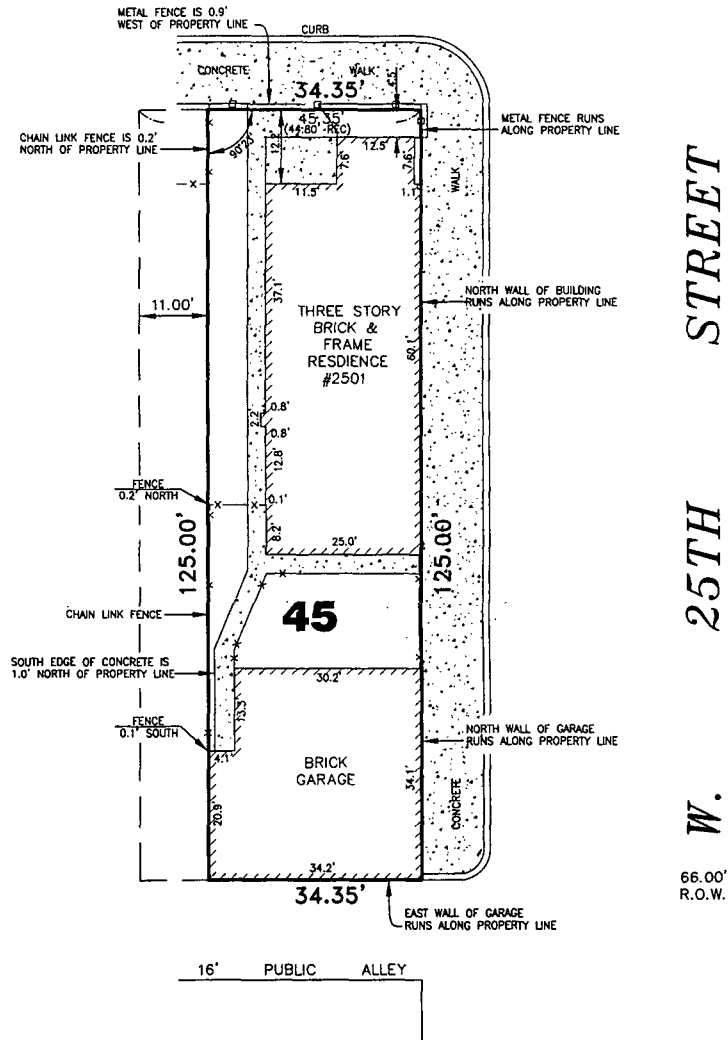 METAL FENCE IS 0.9'
WEST OF PROPERTY LINE
CURB
CONCRETE
WALK
34.35'
4.5'
45.35'
(44.80' -REC)
METAL FENCE RUNS
ALONG PROPERTY LINE
CHAIN LINK FENCE IS 0.2'
NORTH OF PROPERTY LINE
12.2'
12.5'
7.6'
7.6'
11.5'
1.1'
WALK
STREET
11.00'
37.1'
NORTH WALL OF BUILDING
RUNS ALONG PROPERTY LINE
THREE STORY
BRICK &
FRAME
RESDIENCE
#2501
60.1'
0.8'
2.2'
0.8'
12.8'
FENCE
0.2' NORTH
0.1'
8.2'
25.0'
125.00'
125.00'
25TH
CHAIN LINK FENCE
45
SOUTH EDGE OF CONCRETE IS
1.0' NORTH OF PROPERTY LINE
30.2'
13.3'
FENCE
0.1' SOUTH
4.1'
NORTH WALL OF GARAGE
RUNS ALONG PROPERTY LINE
BRICK
GARAGE
34.1'
20.9'
CONCRETE
W.
34.2'
34.35'
66.00'
R.O.W.
EAST WALL OF GARAGE
RUNS ALONG PROPERTY LINE
16' PUBLIC ALLEY